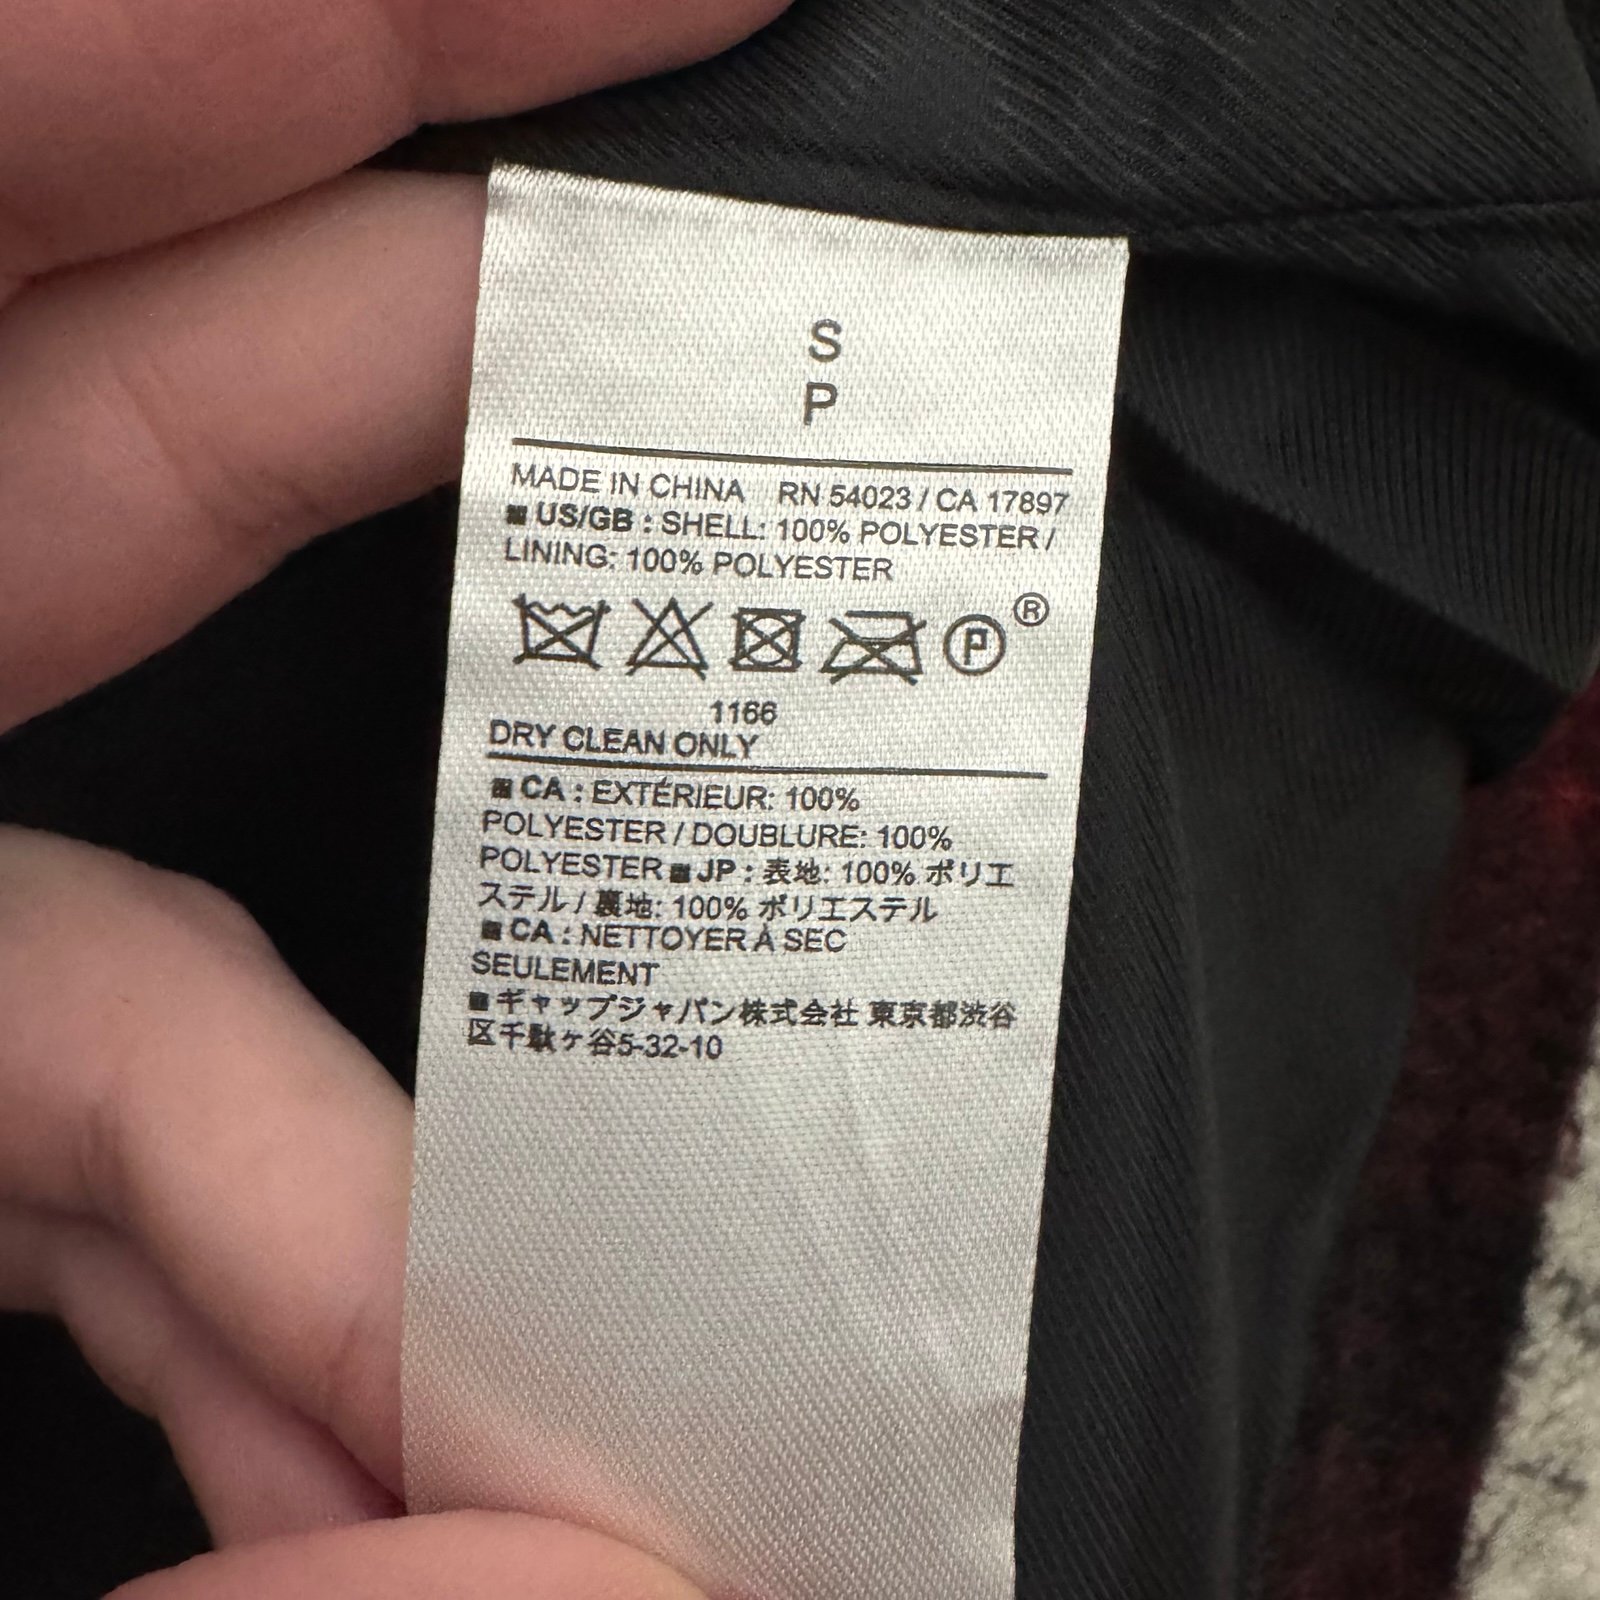 S
P
MADE IN CHINA RN 54023 / CA 17897
■ US/GB : SHELL: 100% POLYESTER /
LINING: 100% POLYESTER
P ®
1166
DRY CLEAN ONLY
■ CA : EXTÉRIEUR: 100%
POLYESTER / DOUBLURE: 100%
POLYESTER ■ JP : 表地: 100% ポリエ
ステル / 裏地: 100% ポリエステル
■ CA : NETTOYER À SEC
SEULEMENT
■ ギャップジャパン株式会社 東京都渋谷
区千駄ヶ谷5-32-10